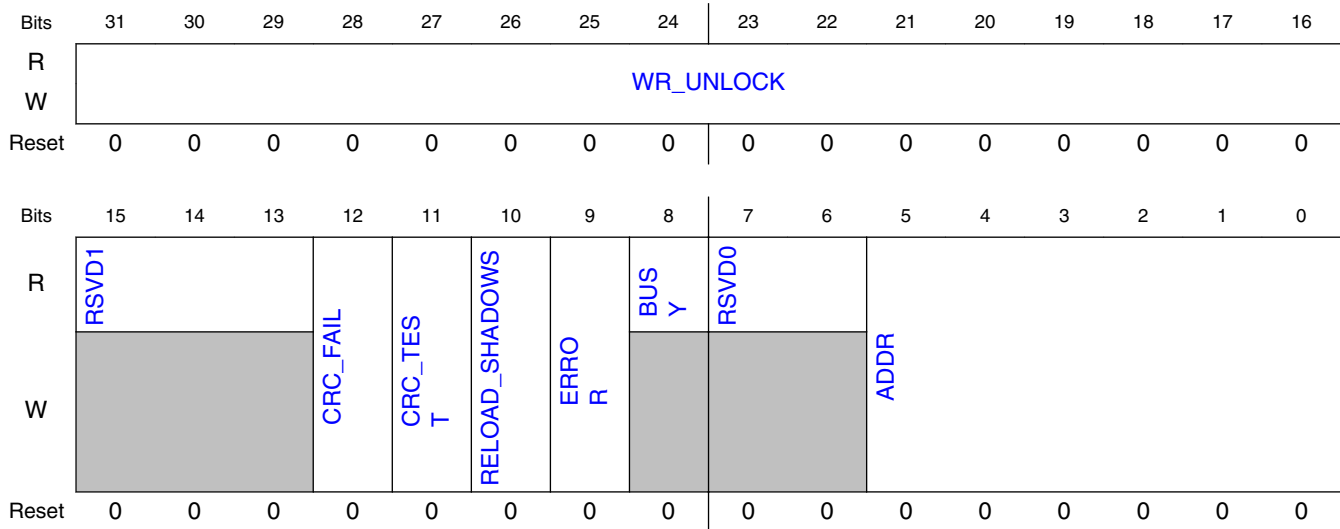 Bits 31 30 29 28 27 26 25 24 23 22 21 20 19 18 17 16
R
WR_UNLOCK
W
Reset 0 0 0 0 0 0 0 0 0 0 0 0 0 0 0 0
Bits 15 14 13 12 11 10 9 8 7 6 5 4 3 2 1 0
R
RSVD1
CRC_FAIL
CRC_TES
T
RELOAD_SHADOWS
ERRO
R
BUS
Y
RSVD0
ADDR
W
Reset 0 0 0 0 0 0 0 0 0 0 0 0 0 0 0 0